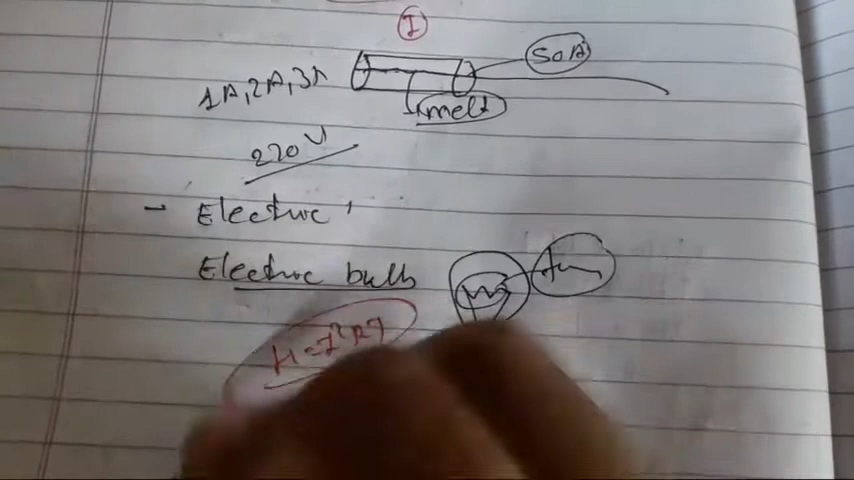 I
50A
1A, 2A, 3A
melt
220V
- Electric
Electric bulb
H=I²RT